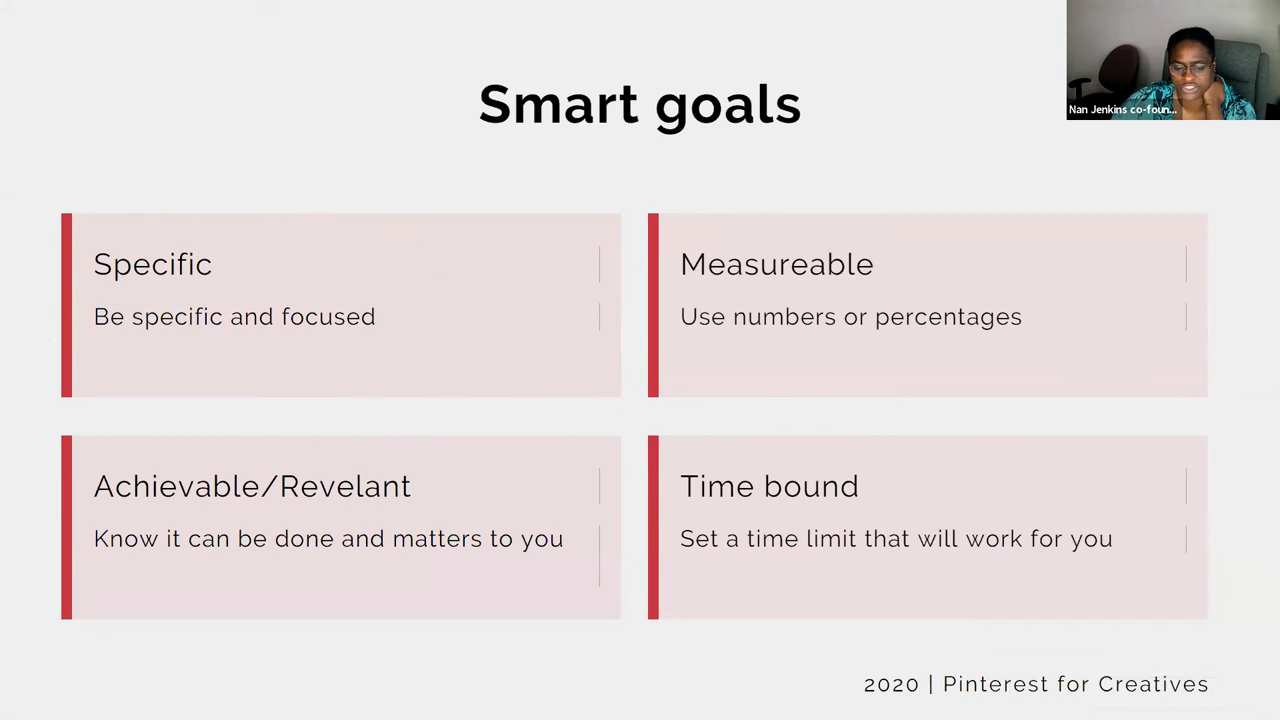 Smart goals
Nan Jenkins co-foun...
Specific
Be specific and focused
Measureable
Use numbers or percentages
Achievable/Revelant
Know it can be done and matters to you
Time bound
Set a time limit that will work for you
2020 | Pinterest for Creatives